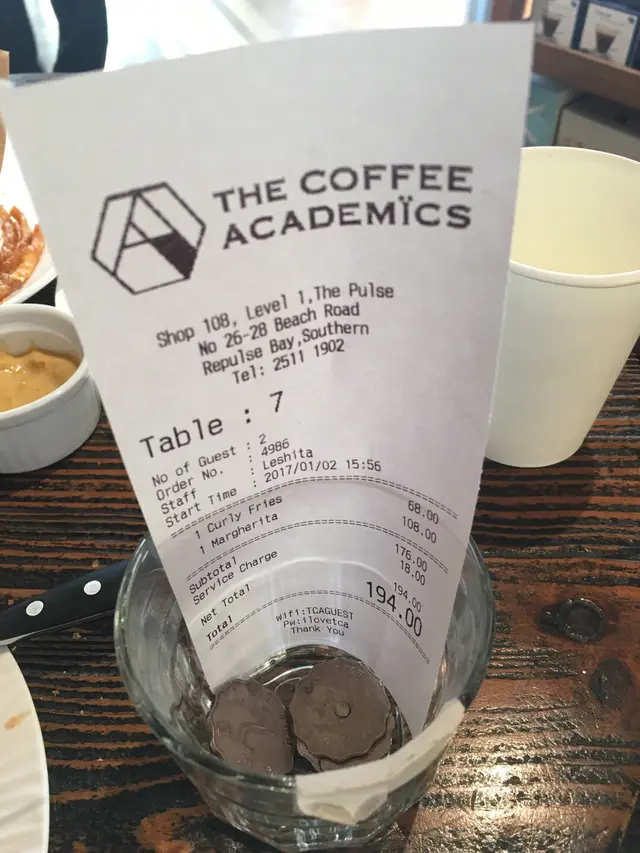 THE COFFEE
ACADEMÏCS
Shop 108, Level 1,The Pulse
No 26-28 Beach Road
Repulse Bay,Southern
Tel: 2511 1902
Table : 7
No of Guest : 2
Order No. : 4986
Staff : Leshita
Start Time : 2017/01/02 15:56
1 Curly Fries 68.00
1 Margherita 108.00
Subtotal 176.00
Service Charge 18.00
Net Total 194.00
Total 194.00
Wifi:TCAGUEST
Pw:ilovetca
Thank You